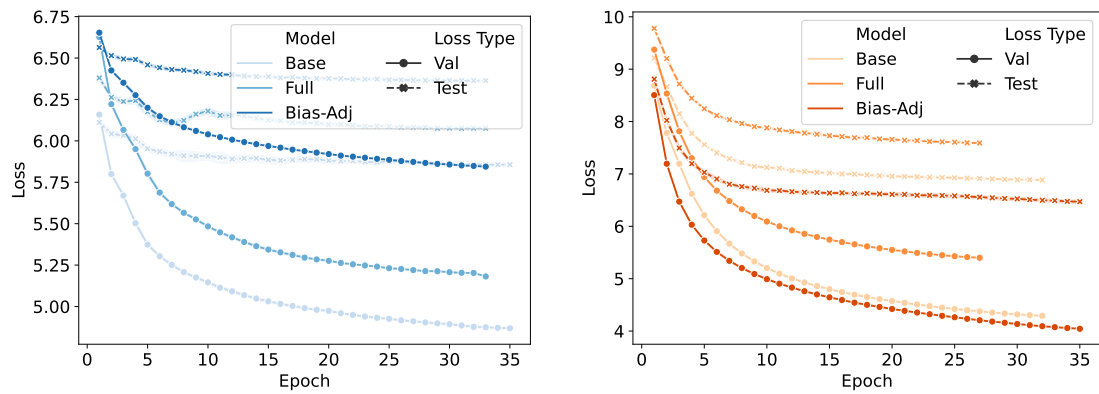 6.75
6.50
6.25
6.00
5.75
5.50
5.25
5.00
Loss
0 5 10 15 20 25 30 35
Epoch
Model Loss Type
Base Val
Full Test
Bias-Adj
10
9
8
7
6
5
4
Loss
0 5 10 15 20 25 30 35
Epoch
Model Loss Type
Base Val
Full Test
Bias-Adj